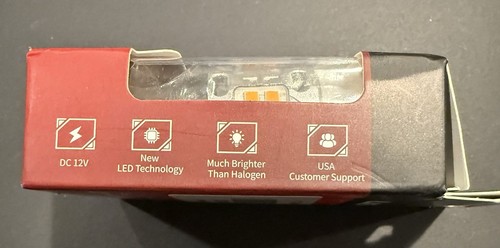 DC 12V
New
LED Technology
Much Brighter
Than Halogen
USA
Customer Support